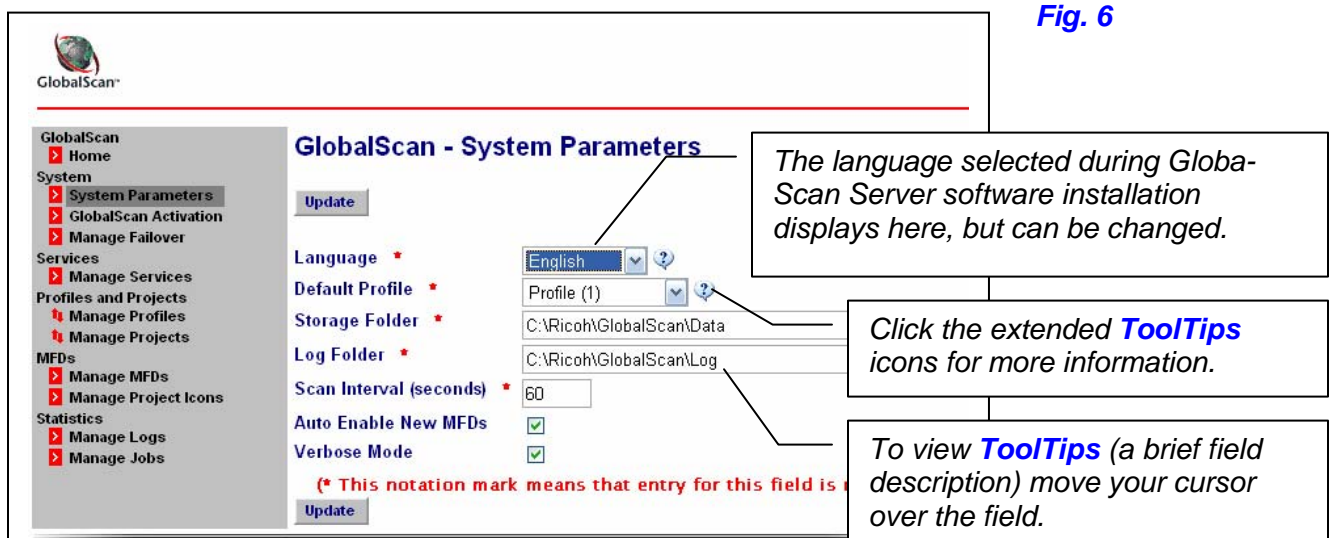 Fig. 6
GlobalScan™
GlobalScan
Home
System
System Parameters
GlobalScan Activation
Manage Failover
Services
Manage Services
Profiles and Projects
Manage Profiles
Manage Projects
MFDs
Manage MFDs
Manage Project Icons
Statistics
Manage Logs
Manage Jobs
GlobalScan - System Parameters
Update
Language * English
Default Profile * Profile (1)
Storage Folder * C:\Ricoh\GlobalScan\Data
Log Folder * C:\Ricoh\GlobalScan\Log
Scan Interval (seconds) * 60
Auto Enable New MFDs
Verbose Mode
(* This notation mark means that entry for this field is
Update
The language selected during Globa-
Scan Server software installation
displays here, but can be changed.
Click the extended ToolTips
icons for more information.
To view ToolTips (a brief field
description) move your cursor
over the field.